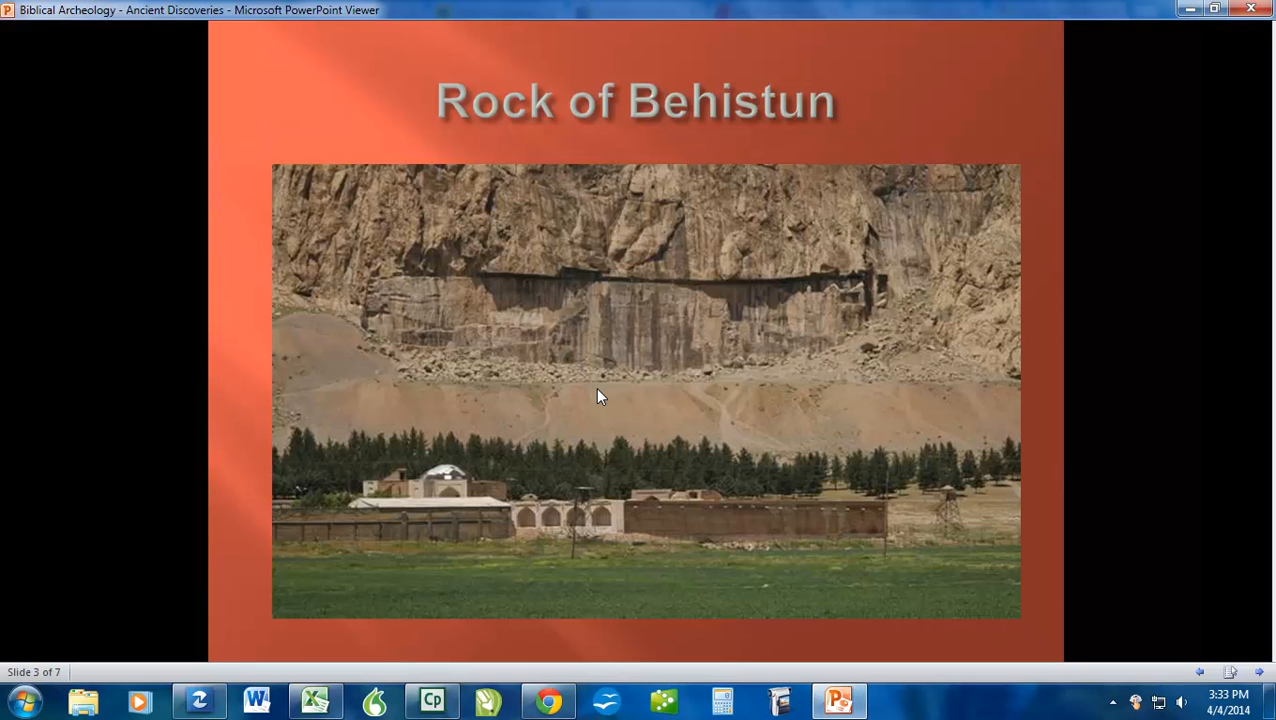 Biblical Archeology - Ancient Discoveries - Microsoft PowerPoint Viewer
Rock of Behistun
Slide 3 of 7
W
Cp
3:33 PM
4/4/2014